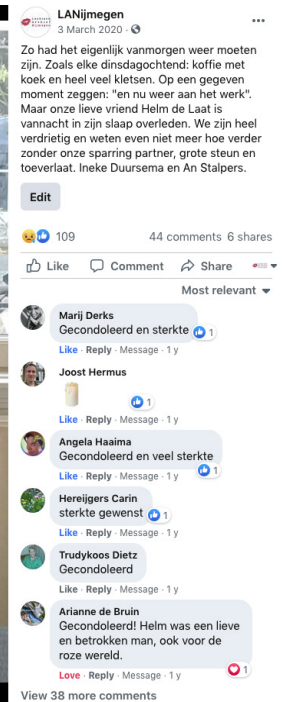 LANijmegen
3 March 2020 ·
Zo had het eigenlijk vanmorgen weer moeten
zijn. Zoals elke dinsdagochtend: koffie met
koek en heel veel kletsen. Op een gegeven
moment zeggen: "en nu weer aan het werk".
Maar onze lieve vriend Helm de Laat is
vannacht in zijn slaap overleden. We zijn heel
verdrietig en weten even niet meer hoe verder
zonder onze sparring partner, grote steun en
toeverlaat. Ineke Duursema en An Stalpers.
Edit
109 44 comments 6 shares
Like Comment Share
Most relevant
Marij Derks
Gecondoleerd en sterkte 1
Like · Reply · Message · 1 y
Joost Hermus
1
Like · Reply · Message · 1 y
Angela Haaima
Gecondoleerd en veel sterkte
1
Like · Reply · Message · 1 y
Hereijgers Carin
sterkte gewenst 1
Like · Reply · Message · 1 y
Trudykoos Dietz
Gecondoleerd
Like · Reply · Message · 1 y
Arianne de Bruin
Gecondoleerd! Helm was een lieve
en betrokken man, ook voor de
roze wereld.
1
Love · Reply · Message · 1 y
View 38 more comments